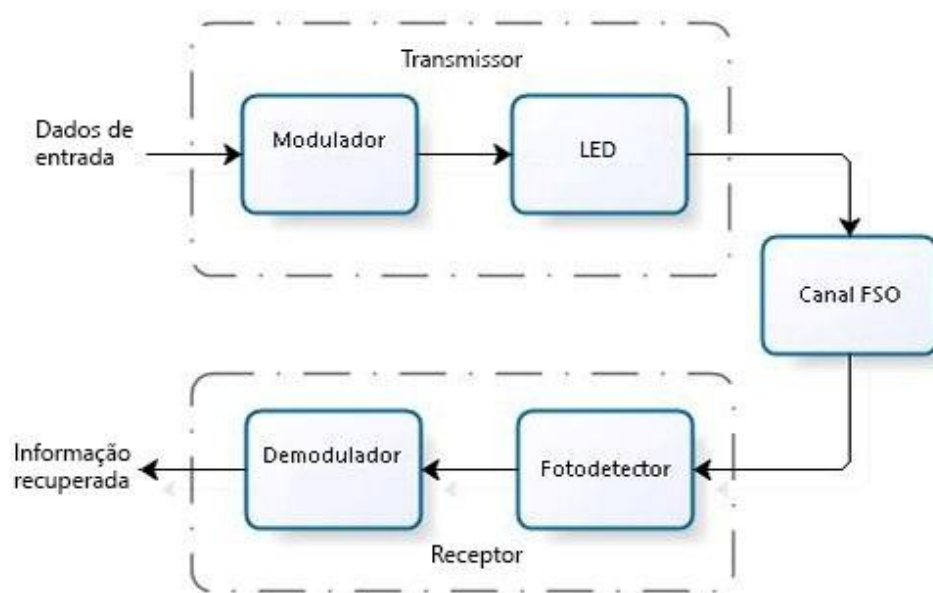 Transmissor
Dados de
entrada
Modulador
LED
Canal FSO
Informação
recuperada
Demodulador
Fotodetector
Receptor